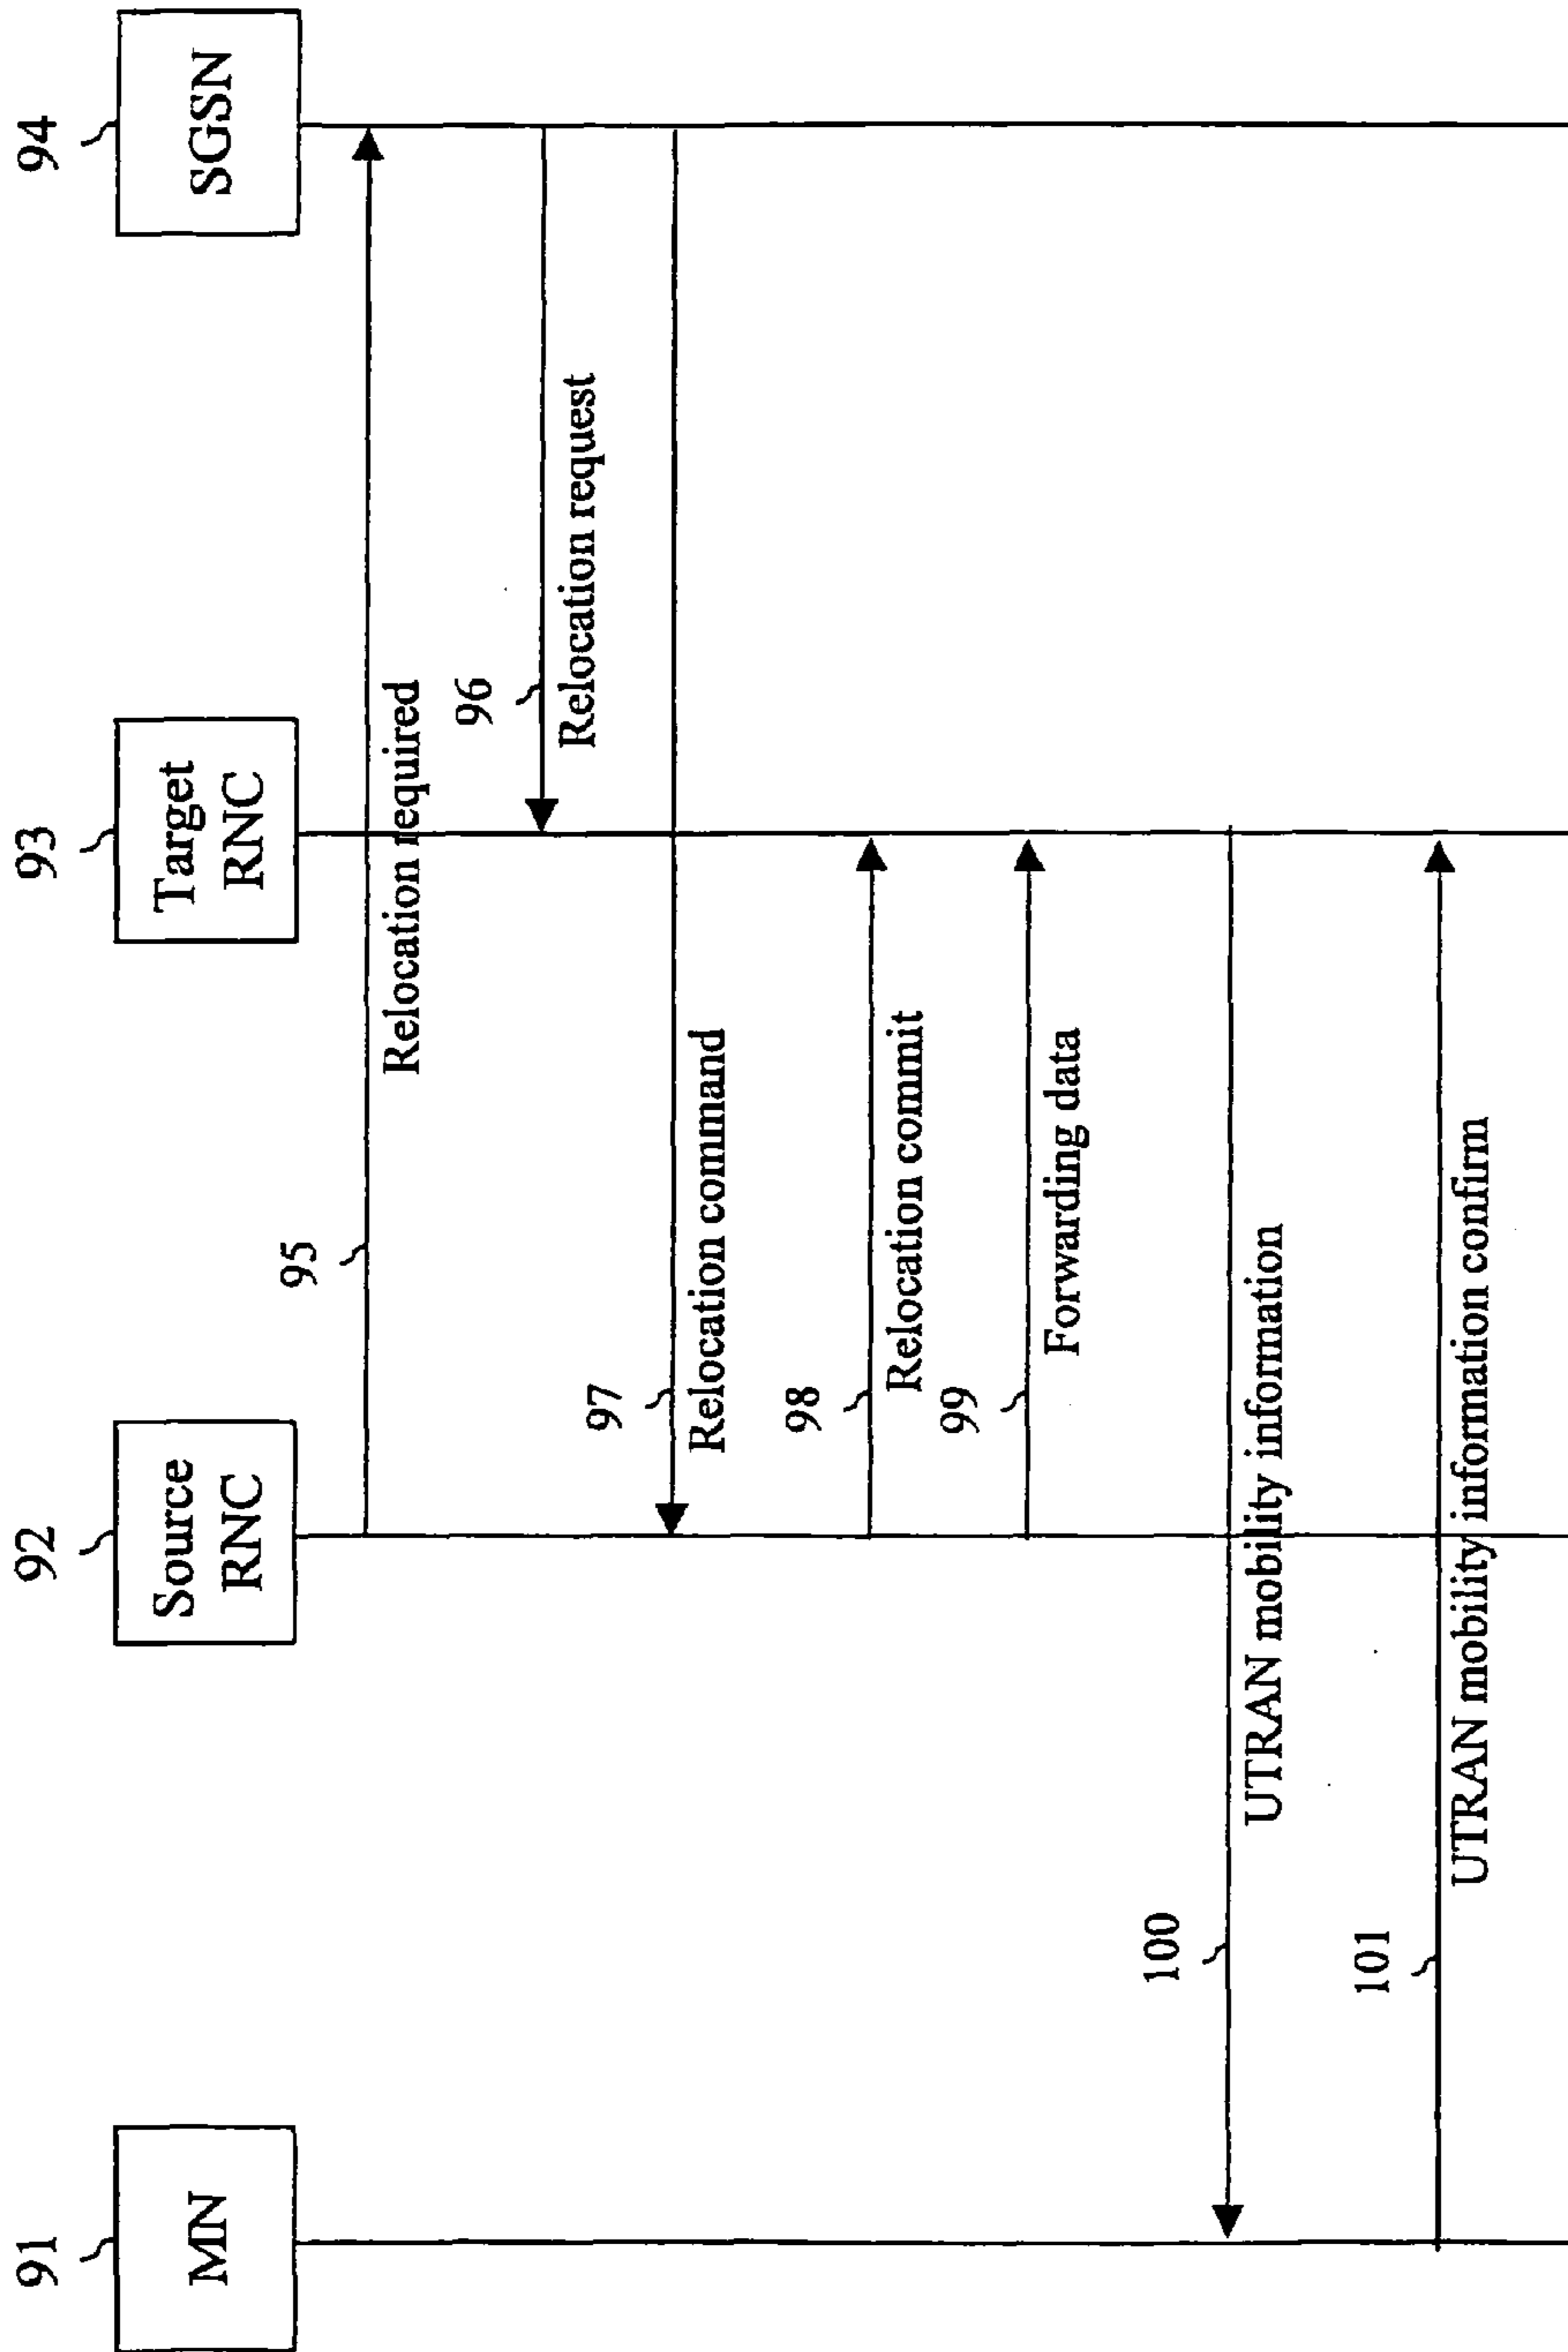 91
92
93
94
MN
Source
RNC
Target
RNC
SGSN
95
Relocation required
96
Relocation request
97
Relocation command
98
Relocation commit
99
Forwarding data
100
UTRAN mobility information
101
UTRAN mobility information confirm